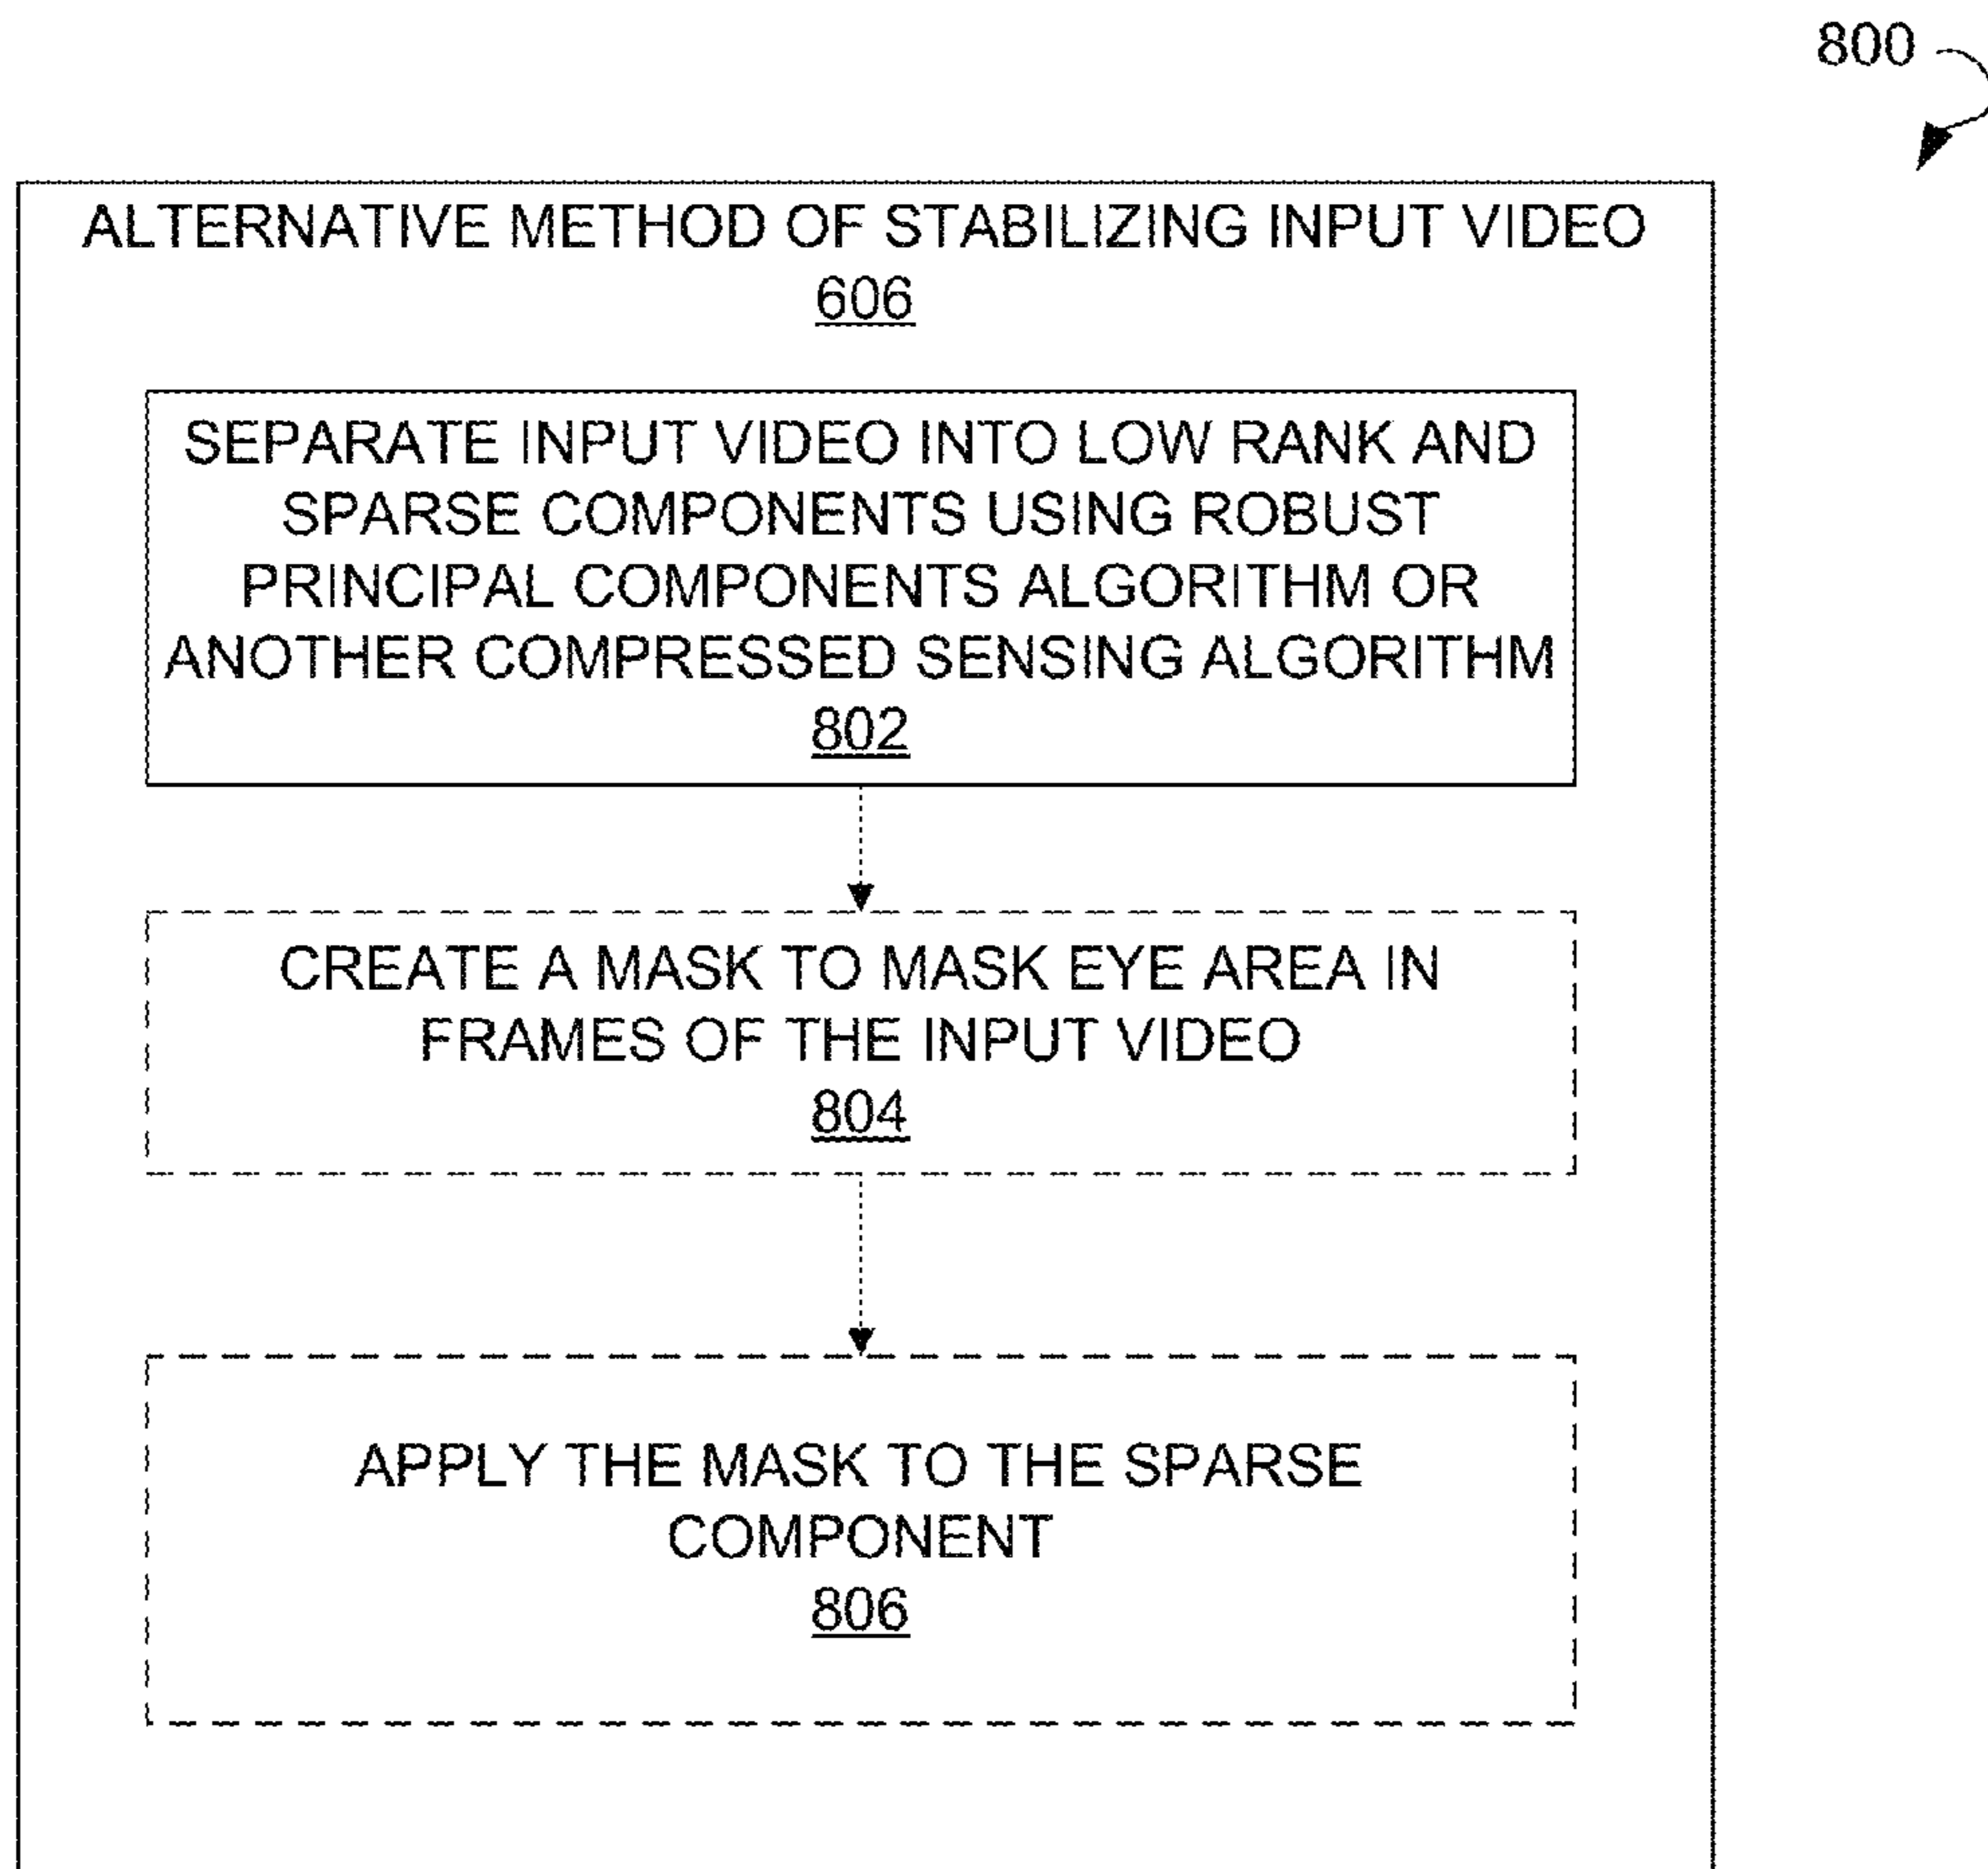 800
ALTERNATIVE METHOD OF STABILIZING INPUT VIDEO
606
SEPARATE INPUT VIDEO INTO LOW RANK AND
SPARSE COMPONENTS USING ROBUST
PRINCIPAL COMPONENTS ALGORITHM OR
ANOTHER COMPRESSED SENSING ALGORITHM
802
CREATE A MASK TO MASK EYE AREA IN
FRAMES OF THE INPUT VIDEO
804
APPLY THE MASK TO THE SPARSE
COMPONENT
806